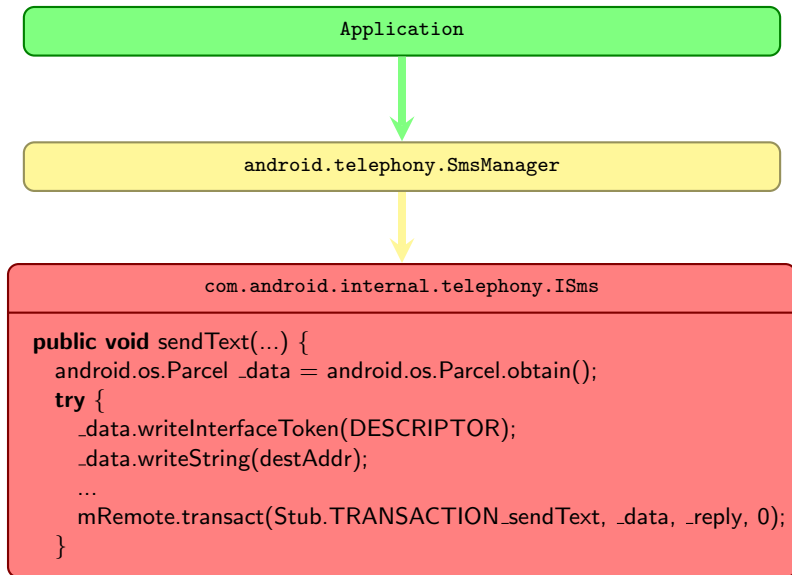 Application
android.telephony.SmsManager
com.android.internal.telephony.ISms
public void sendText(...) {
android.os.Parcel _data = android.os.Parcel.obtain();
try {
_data.writeInterfaceToken(DESCRIPTOR);
_data.writeString(destAddr);
...
mRemote.transact(Stub.TRANSACTION_sendText, _data, _reply, 0);
}